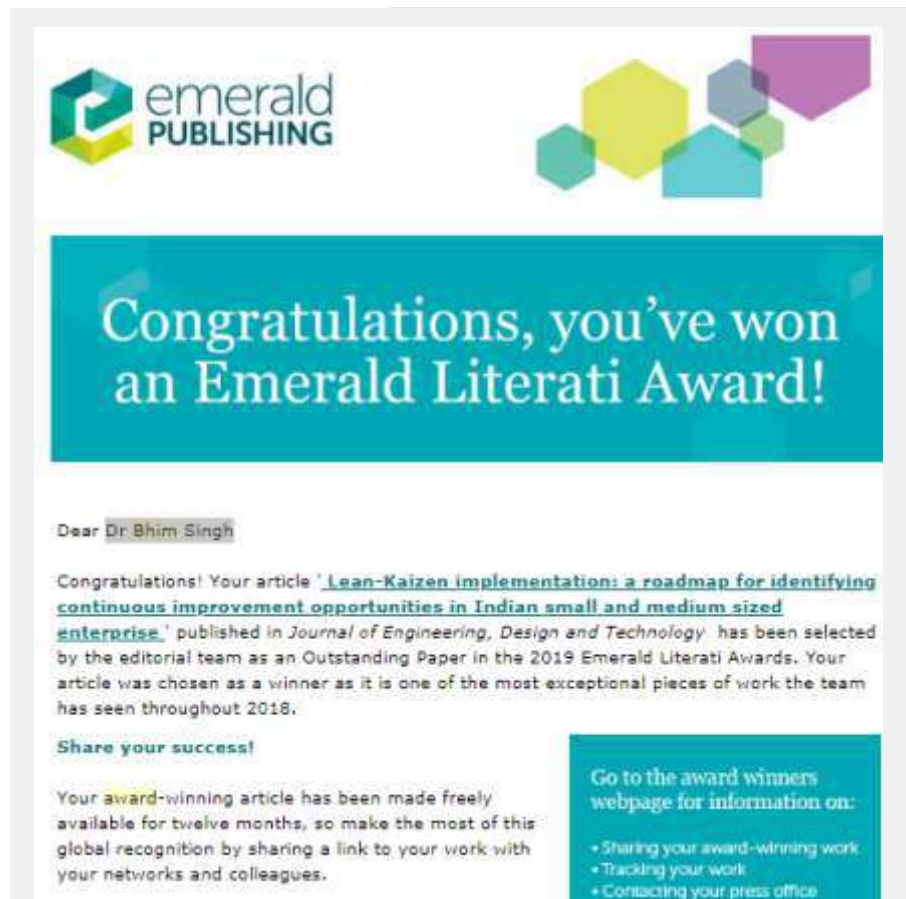 emerald
PUBLISHING
Congratulations, you've won
an Emerald Literati Award!
Dear Dr Bhim Singh
Congratulations! Your article ' Lean-Kaizen implementation: a roadmap for identifying
continuous improvement opportunities in Indian small and medium sized
enterprise ' published in Journal of Engineering, Design and Technology has been selected
by the editorial team as an Outstanding Paper in the 2019 Emerald Literati Awards. Your
article was chosen as a winner as it is one of the most exceptional pieces of work the team
has seen throughout 2018.
Share your success!
Your award-winning article has been made freely
available for twelve months, so make the most of this
global recognition by sharing a link to your work with
your networks and colleagues.
Go to the award winners
webpage for information on:
• Sharing your award-winning work
• Tracking your work
• Contacting your press office